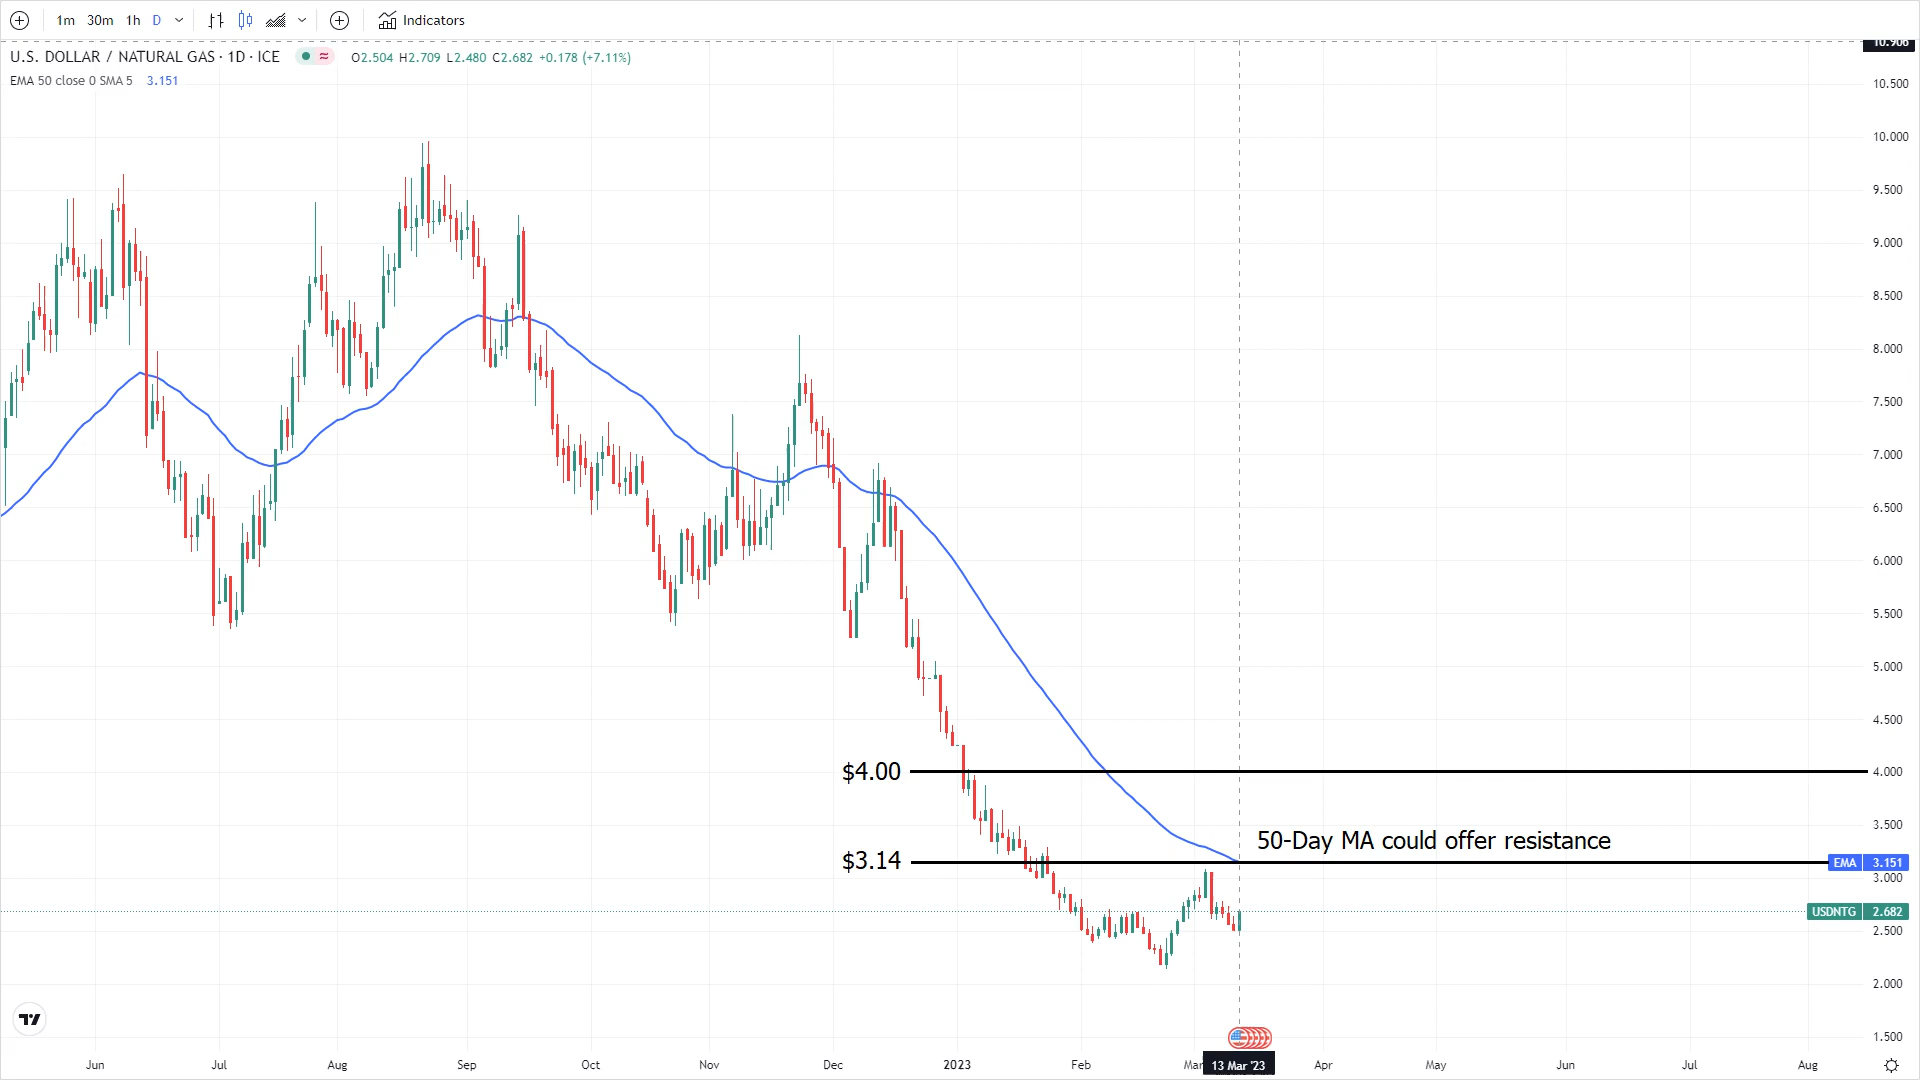 1m 30m 1h D Indicators
10.906
U.S. DOLLAR / NATURAL GAS · 1D · ICE O2.504 H2.709 L2.480 C2.682 +0.178 (+7.11%)
EMA 50 close 0 SMA 5 3.151
10.500
10.000
9.500
9.000
8.500
8.000
7.500
7.000
6.500
6.000
5.500
5.000
4.500
$4.00 4.000
3.500
50-Day MA could offer resistance
$3.14 EMA 3.151
3.000
USDNTG 2.682
2.500
2.000
1.500
Jun Jul Aug Sep Oct Nov Dec 2023 Feb Mar 13 Mar '23 Apr May Jun Jul Aug